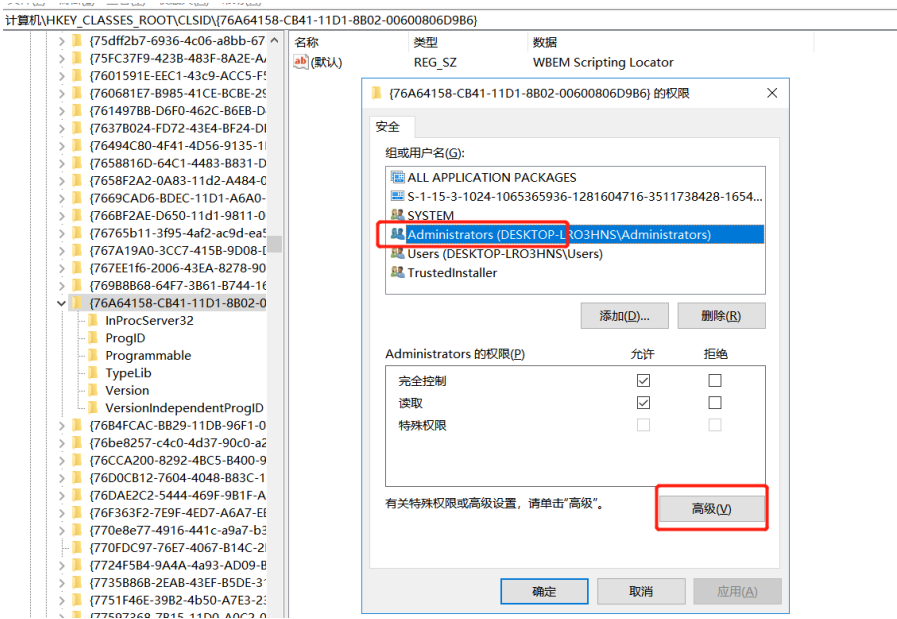 计算机\HKEY_CLASSES_ROOT\CLSID\{76A64158-CB41-11D1-8B02-00600806D9B6}
{75dff2b7-6936-4c06-a8bb-67
{75FC37F9-423B-483F-8A2E-A
{7601591E-EEC1-43c9-ACC5-F
{760681E7-B985-41CE-BCBE-29
{761497BB-D6F0-462C-B6EB-D
{7637B024-FD72-43E4-BF24-D
{76494C80-4F41-4D56-9135-1
{7658816D-64C1-4483-B831-D
{7658F2A2-0A83-11d2-A484-0
{7669CAD6-BDEC-11D1-A6A0-
{766BF2AE-D650-11d1-9811-0
{76765b11-3f95-4af2-ac9d-ea5
{767A19A0-3CC7-415B-9D08-
{767EE1f6-2006-43EA-8278-90
{769B8B68-64F7-3B61-B744-16
{76A64158-CB41-11D1-8B02-0
InProcServer32
ProgID
Programmable
TypeLib
Version
VersionIndependentProgID
{76B4FCAC-BB29-11DB-96F1-0
{76be8257-c4c0-4d37-90c0-a2
{76CCA200-8292-4BC5-B400-9
{76D0CB12-7604-4048-B83C-1
{76DAE2C2-5444-469F-9B1F-A
{76F363F2-7E9F-4ED7-A6A7-E
{770e8e77-4916-441c-a9a7-b3
{770FDC97-76E7-4067-B14C-2
{7724F5B4-9A4A-4a93-AD09-B
{7735B86B-2EAB-43EF-B5DE-3
{7751F46E-39B2-4b50-A7E3-23
名称 类型 数据
ab (默认) REG_SZ WBEM Scripting Locator
{76A64158-CB41-11D1-8B02-00600806D9B6} 的权限
安全
组或用户名(G):
ALL APPLICATION PACKAGES
S-1-15-3-1024-1065365936-1281604716-3511738428-1654...
SYSTEM
Administrators (DESKTOP-LRO3HNS\Administrators)
Users (DESKTOP-LRO3HNS\Users)
TrustedInstaller
添加(D)... 删除(R)
Administrators 的权限(P) 允许 拒绝
完全控制
读取
特殊权限
有关特殊权限或高级设置，请单击"高级"。
高级(V)
确定 取消 应用(A)